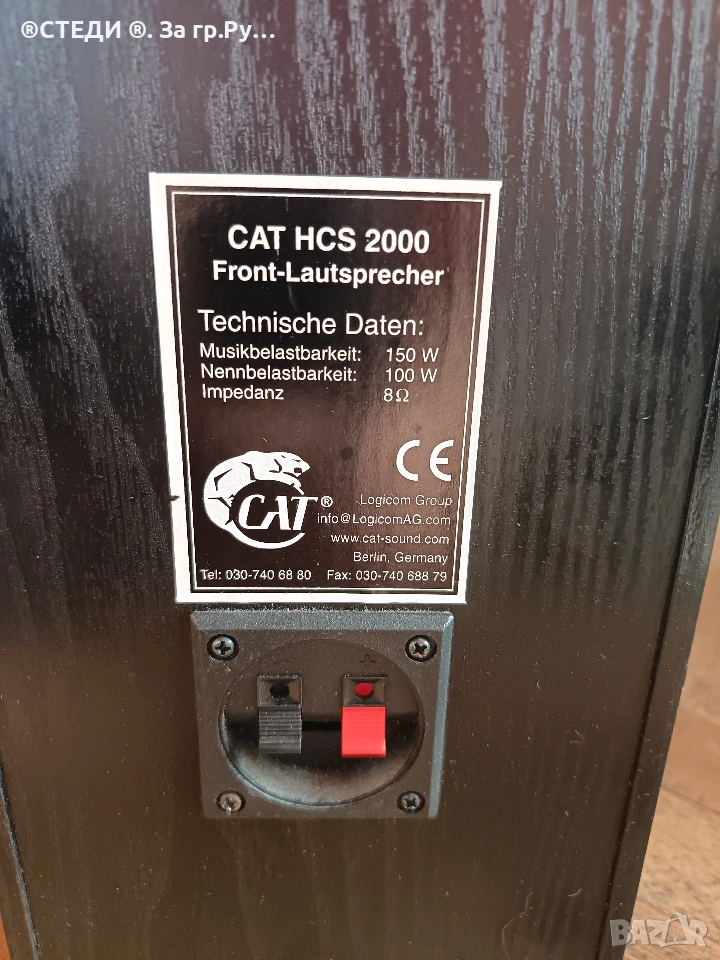 ®СТЕДИ ®. За гр.Ру...
CAT HCS 2000
Front-Lautsprecher
Technische Daten:
Musikbelastbarkeit: 150 W
Nennbelastbarkeit: 100 W
Impedanz 8Ω
CE
CAT®
Logicom Group
info@LogicomAG.com
www.cat-sound.com
Berlin, Germany
Tel: 030-740 68 80 Fax: 030-740 688 79
- +
BAZAR